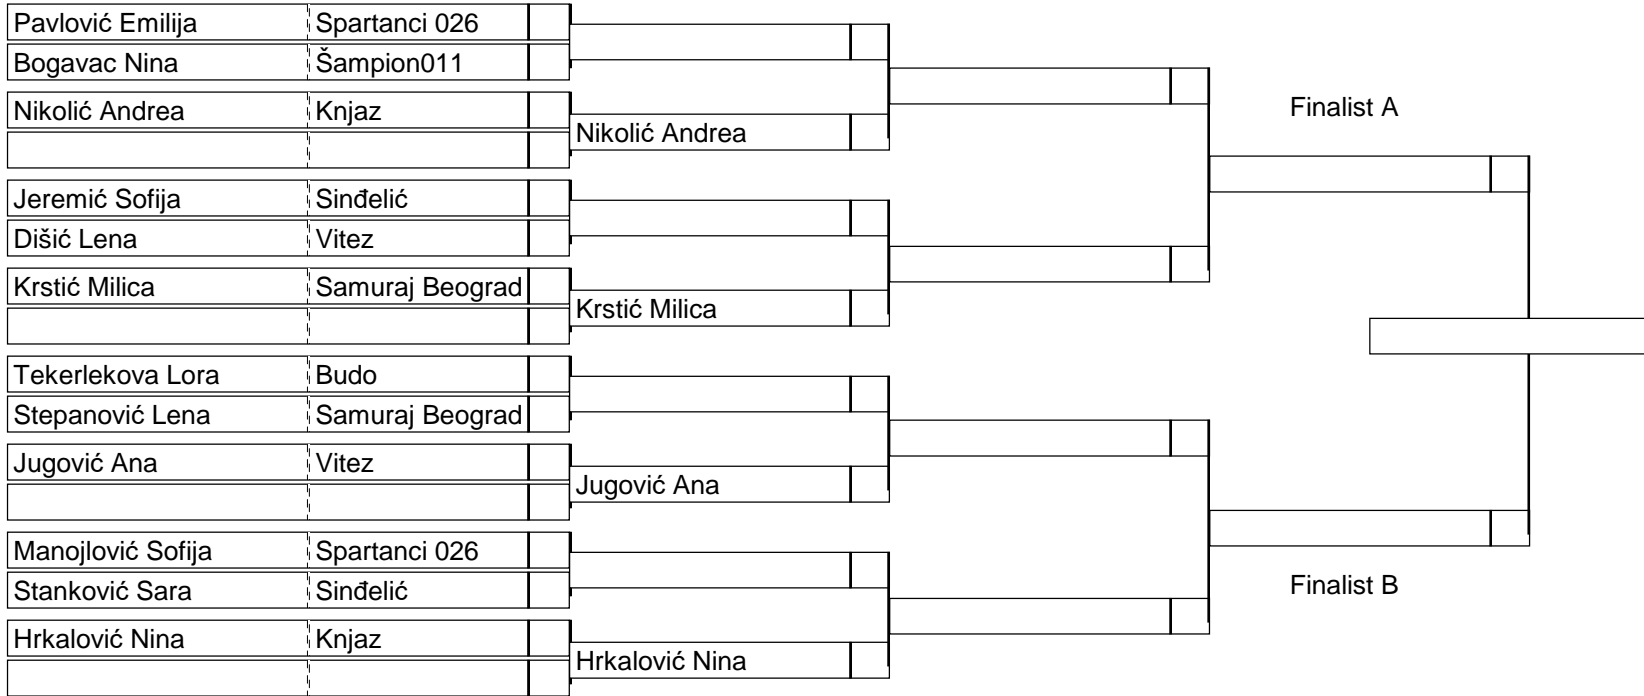 Pavlović Emilija Spartanci 026
Bogavac Nina Šampion011
Nikolić Andrea Knjaz
Nikolić Andrea
Jeremić Sofija Sinđelić
Dišić Lena Vitez
Krstić Milica Samuraj Beograd
Krstić Milica
Tekerlekova Lora Budo
Stepanović Lena Samuraj Beograd
Jugović Ana Vitez
Jugović Ana
Manojlović Sofija Spartanci 026
Stanković Sara Sinđelić
Hrkalović Nina Knjaz
Hrkalović Nina
Finalist A
Finalist B